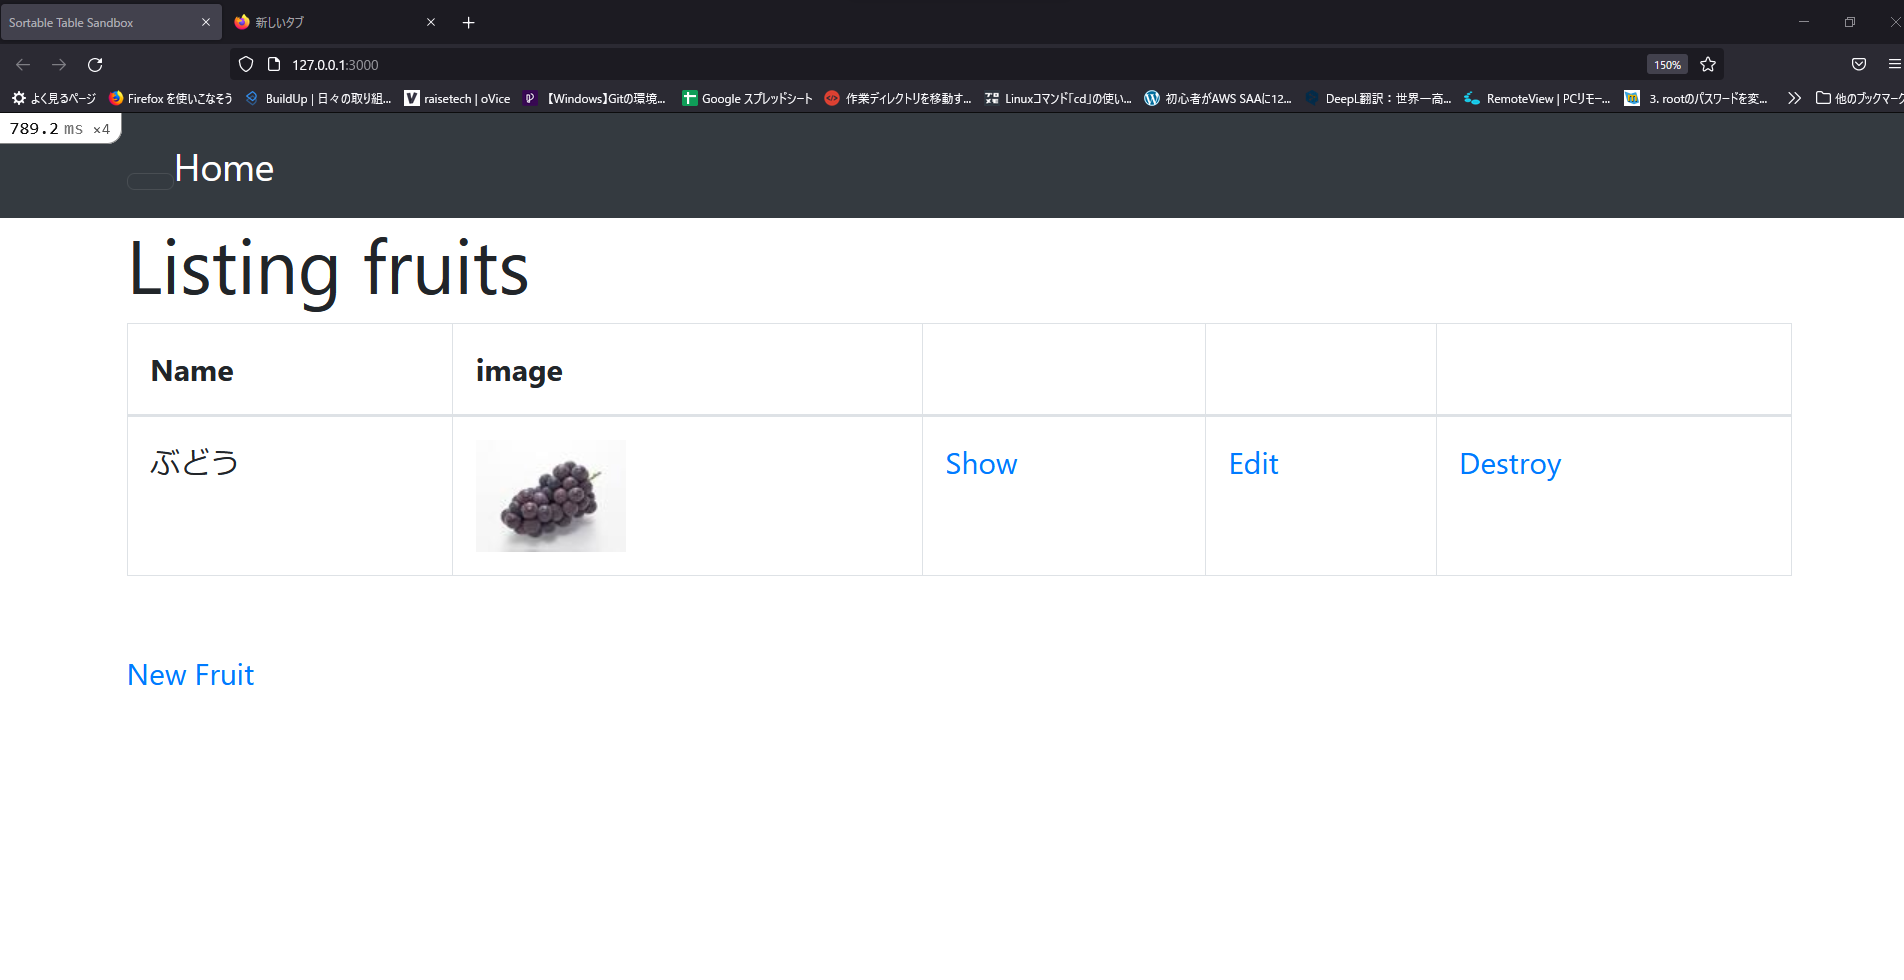 Sortable Table Sandbox
新しいタブ
127.0.0.1:3000
150%
よく見るページ Firefox を使いこなそう BuildUp | 日々の取り組... raisetech | oVice 【Windows】Gitの環境... Google スプレッドシート 作業ディレクトリを移動す... Linuxコマンド「cd」の使い... 初心者がAWS SAAに12... DeepL翻訳：世界一高... RemoteView | PCリモー... 3. rootのパスワードを変... 他のブックマーク
789.2 ms ×4
Home
Listing fruits
Name image
ぶどう Show Edit Destroy
New Fruit